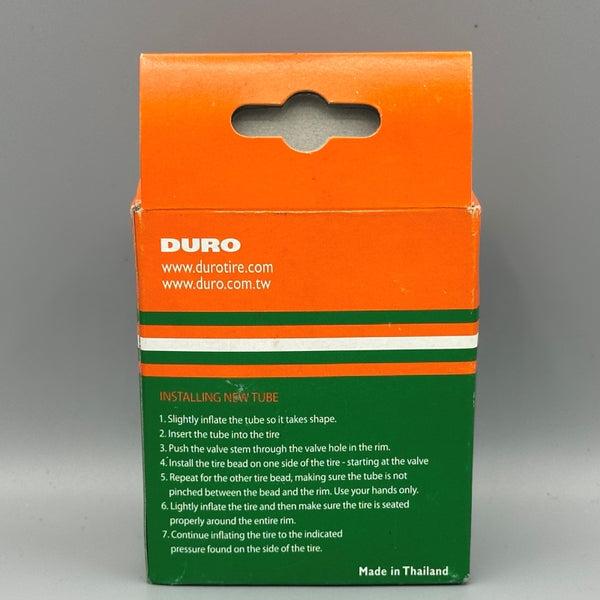 DURO
www.durotire.com
www.duro.com.tw
INSTALLING NEW TUBE
1. Slightly inflate the tube so it takes shape.
2. Insert the tube into the tire
3. Push the valve stem through the valve hole in the rim.
4. Install the tire bead on one side of the tire - starting at the valve
5. Repeat for the other tire bead, making sure the tube is not
pinched between the bead and the rim. Use your hands only.
6. Lightly inflate the tire and then make sure the tire is seated
properly around the entire rim.
7. Continue inflating the tire to the indicated
pressure found on the side of the tire.
Made in Thailand